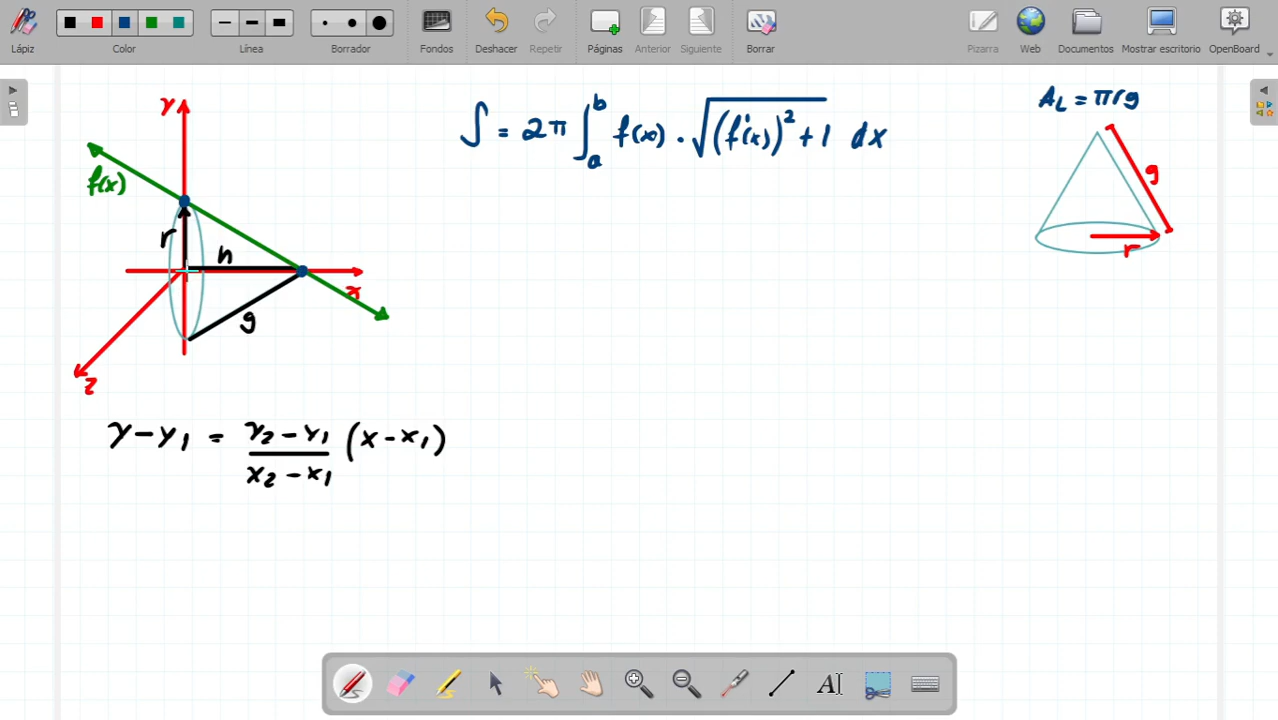 Lápiz
Color
Línea
Borrador
Fondos
Deshacer
Repetir
Páginas
Anterior
Siguiente
Borrar
Pizarra
Web
Documentos
Mostrar escritorio
OpenBoard
y
f(x)
r
h
x
g
z
S = 2π ∫_a^b f(x) · √((f'(x))² + 1) dx
A_L = πrg
g
r
y - y₁ = (y₂ - y₁)/(x₂ - x₁) (x - x₁)
A